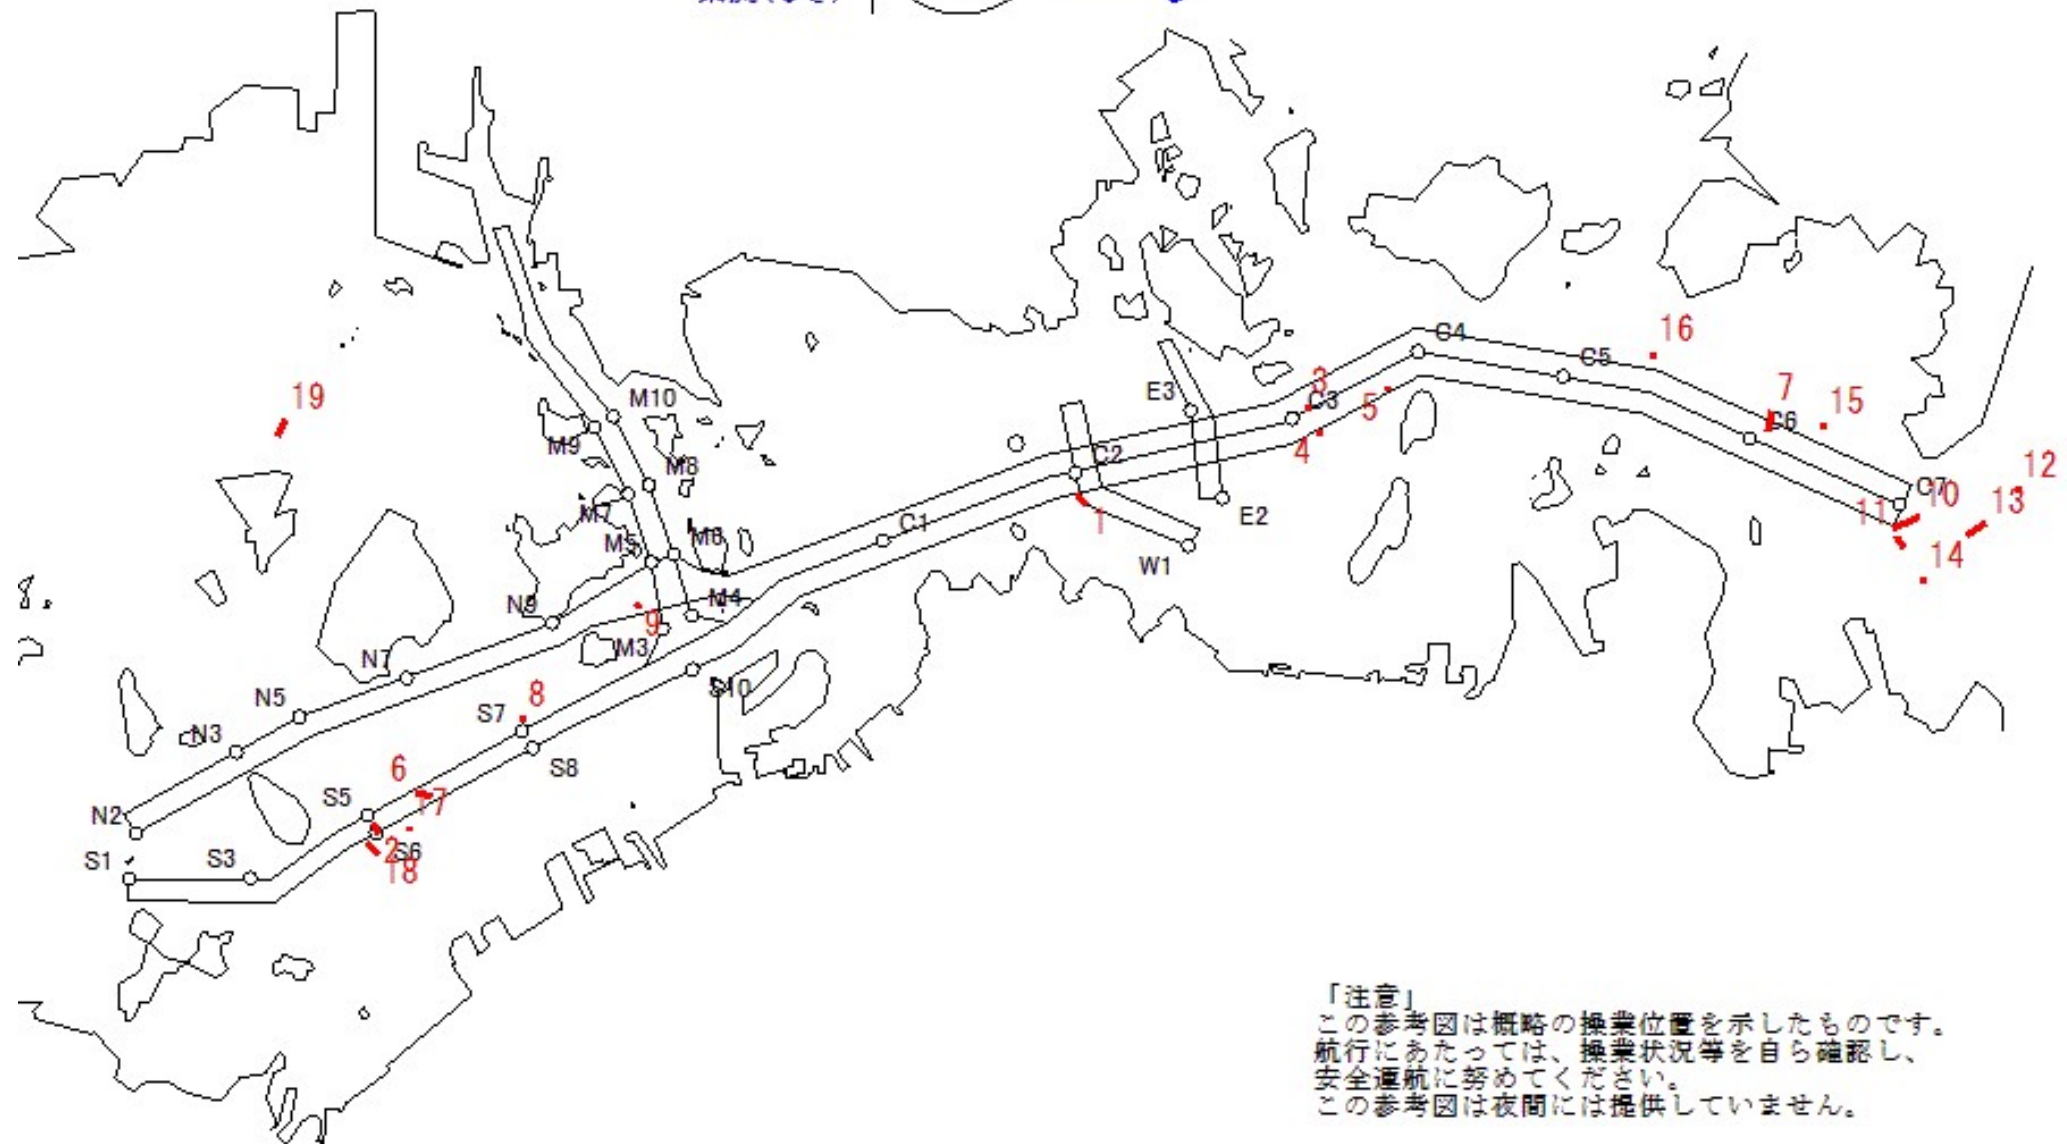 19
16
C4
C5
3
7
15
M10
E3
C3
5
C6
M9
4
C2
12
M8
C7
10
13
M7
1
E2
11
C1
M6
M5
14
W1
N9
M4
9
M3
N7
N5
S10
8
S7
N3
6
S8
S5
17
N2
2
S6
S3
S1
18
「注意」
この参考図は概略の操業位置を示したものです。
航行にあたっては、操業状況等を自ら確認し、
安全運航に努めてください。
この参考図は夜間には提供していません。